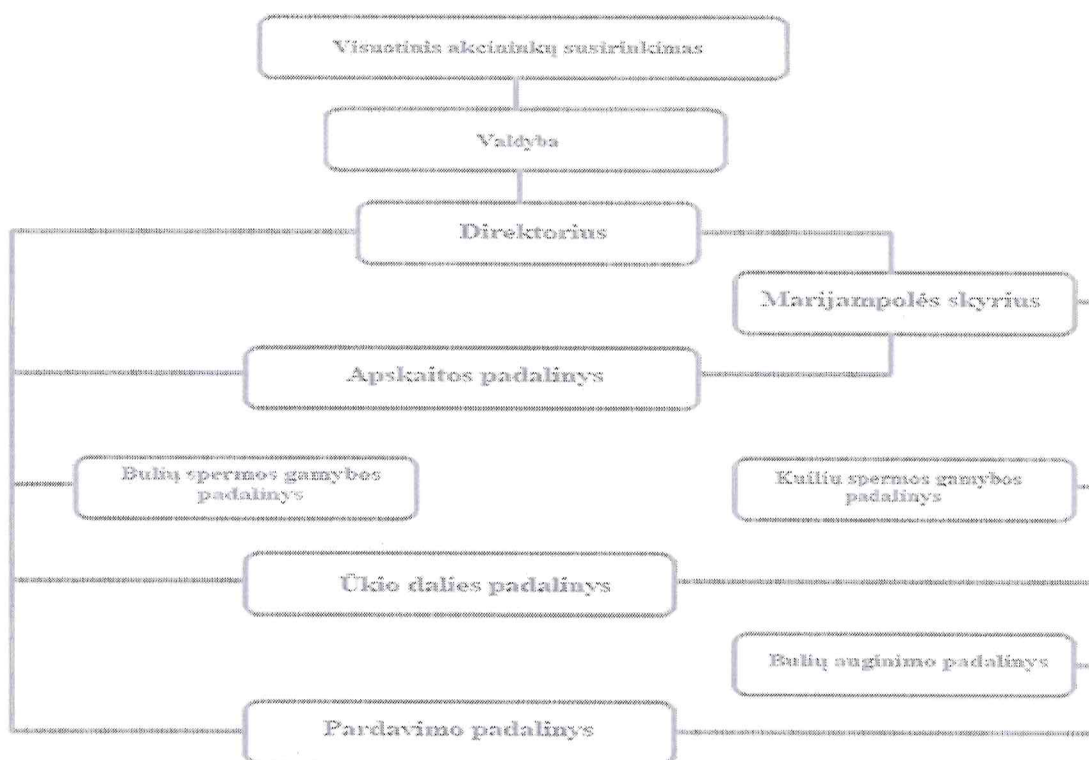 Visuotinis akcininkų susirinkimas
Valdyba
Direktorius
Marijampolės skyrius
Apskaitos padalinys
Bulių spermos gamybos
padalinys
Kuilių spermos gamybos
padalinys
Ūkio dalies padalinys
Bulių auginimo padalinys
Pardavimo padalinys